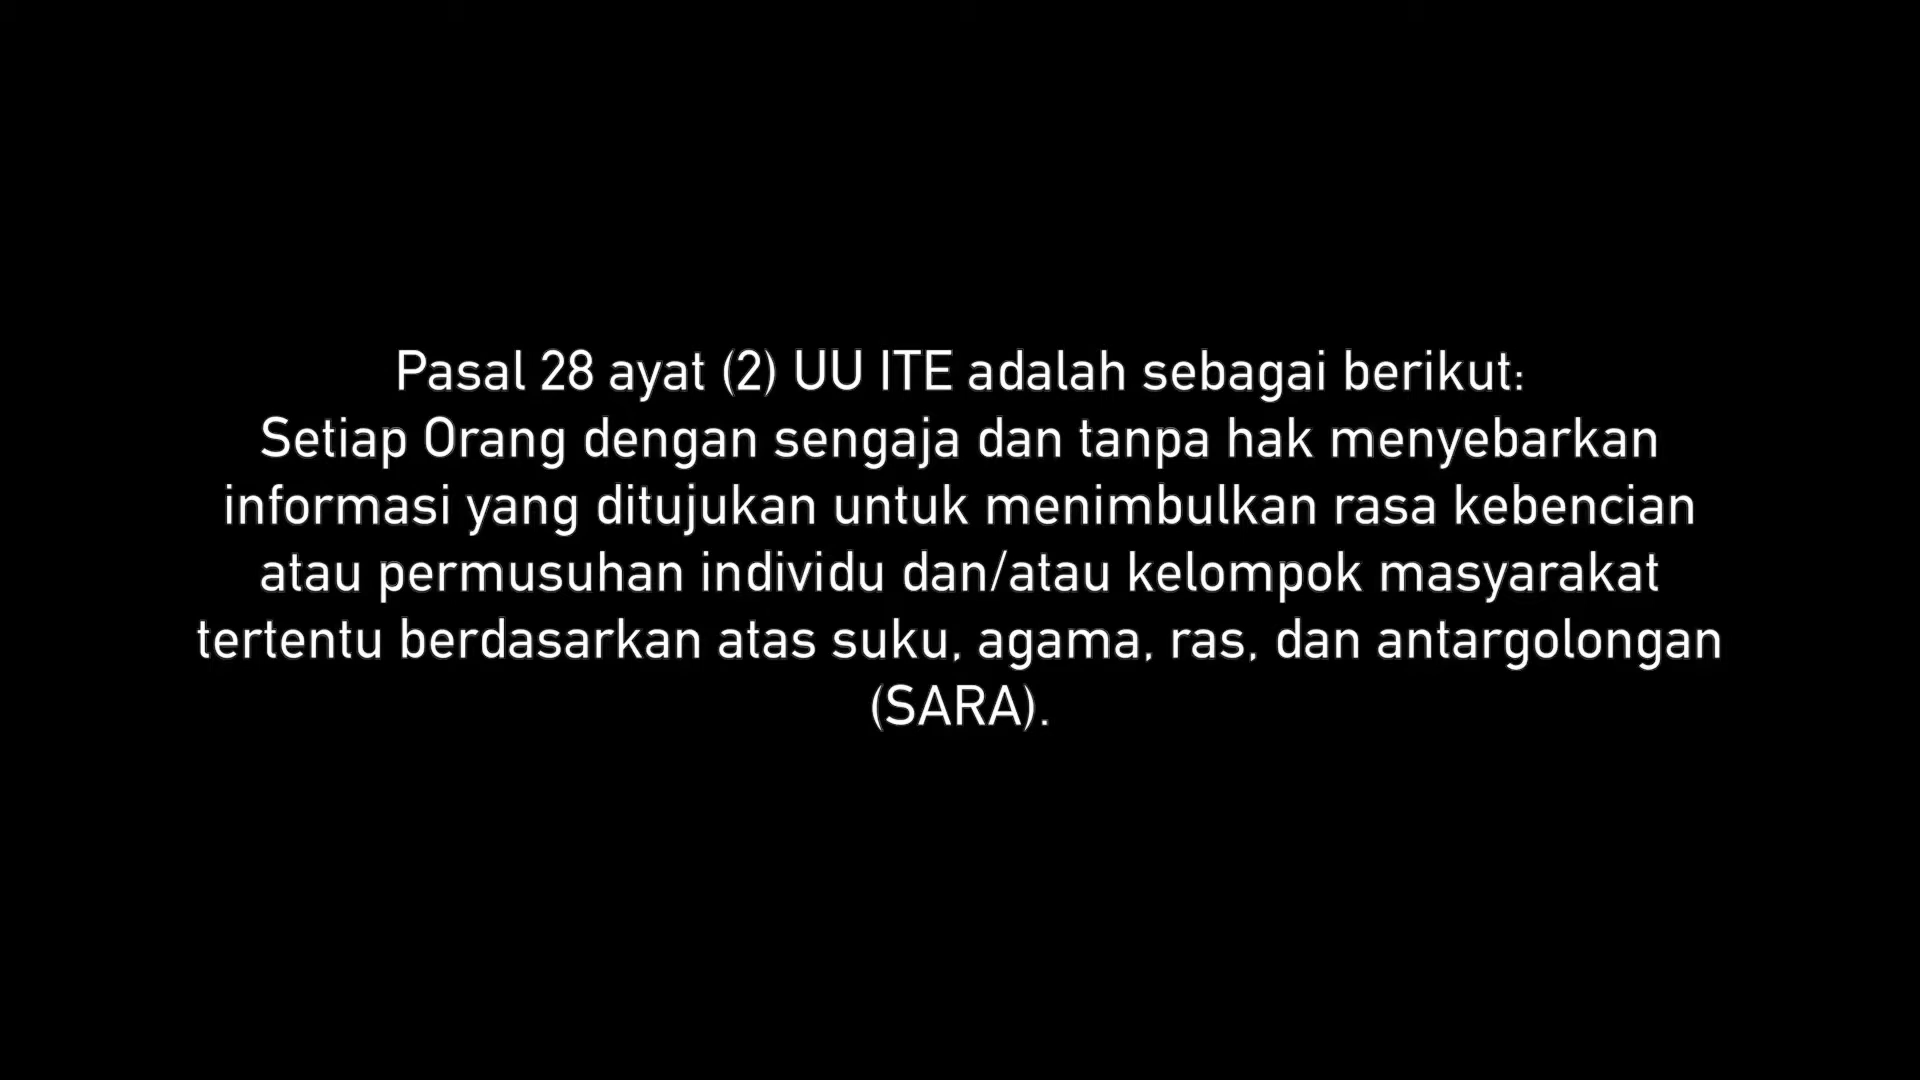 Pasal 28 ayat (2) UU ITE adalah sebagai berikut:
Setiap Orang dengan sengaja dan tanpa hak menyebarkan
informasi yang ditujukan untuk menimbulkan rasa kebencian
atau permusuhan individu dan/atau kelompok masyarakat
tertentu berdasarkan atas suku, agama, ras, dan antargolongan
(SARA).